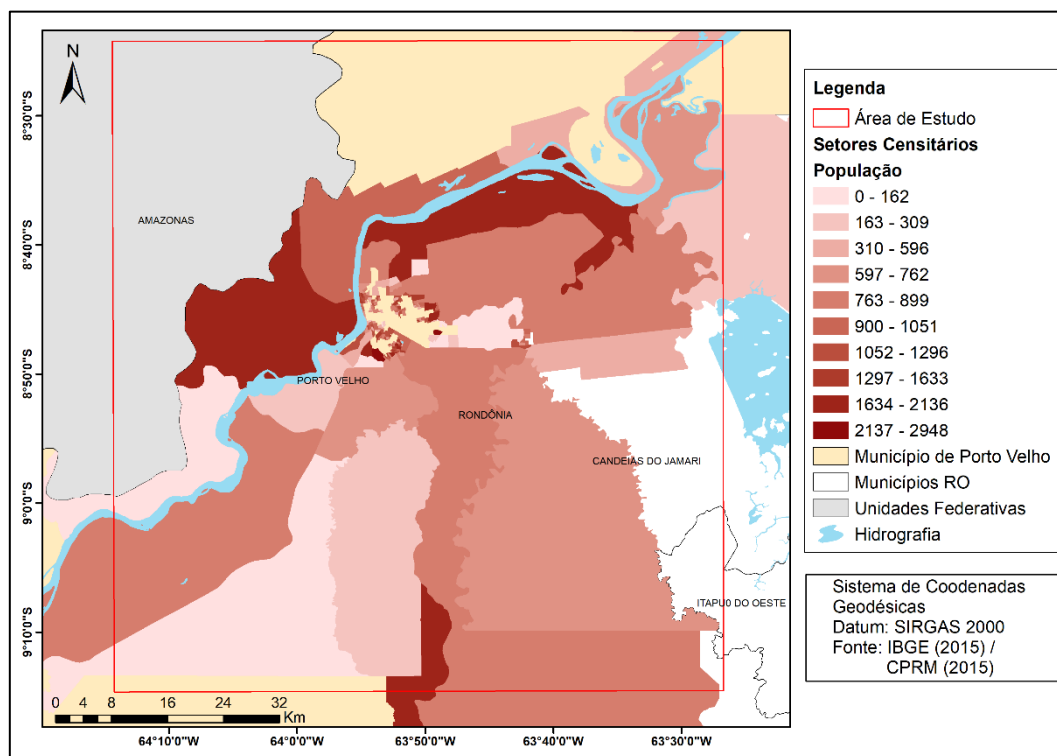 N
8°30'0"S
8°40'0"S
8°50'0"S
9°0'0"S
9°10'0"S
AMAZONAS
PORTO VELHO
RONDÔNIA
CANDEIAS DO JAMARI
ITAPU0 DO OESTE
0 4 8 16 24 32
Km
64°10'0"W 64°0'0"W 63°50'0"W 63°40'0"W 63°30'0"W
Legenda
Área de Estudo
Setores Censitários
População
0 - 162
163 - 309
310 - 596
597 - 762
763 - 899
900 - 1051
1052 - 1296
1297 - 1633
1634 - 2136
2137 - 2948
Município de Porto Velho
Municípios RO
Unidades Federativas
Hidrografia
Sistema de Coodenadas
Geodésicas
Datum: SIRGAS 2000
Fonte: IBGE (2015) /
CPRM (2015)